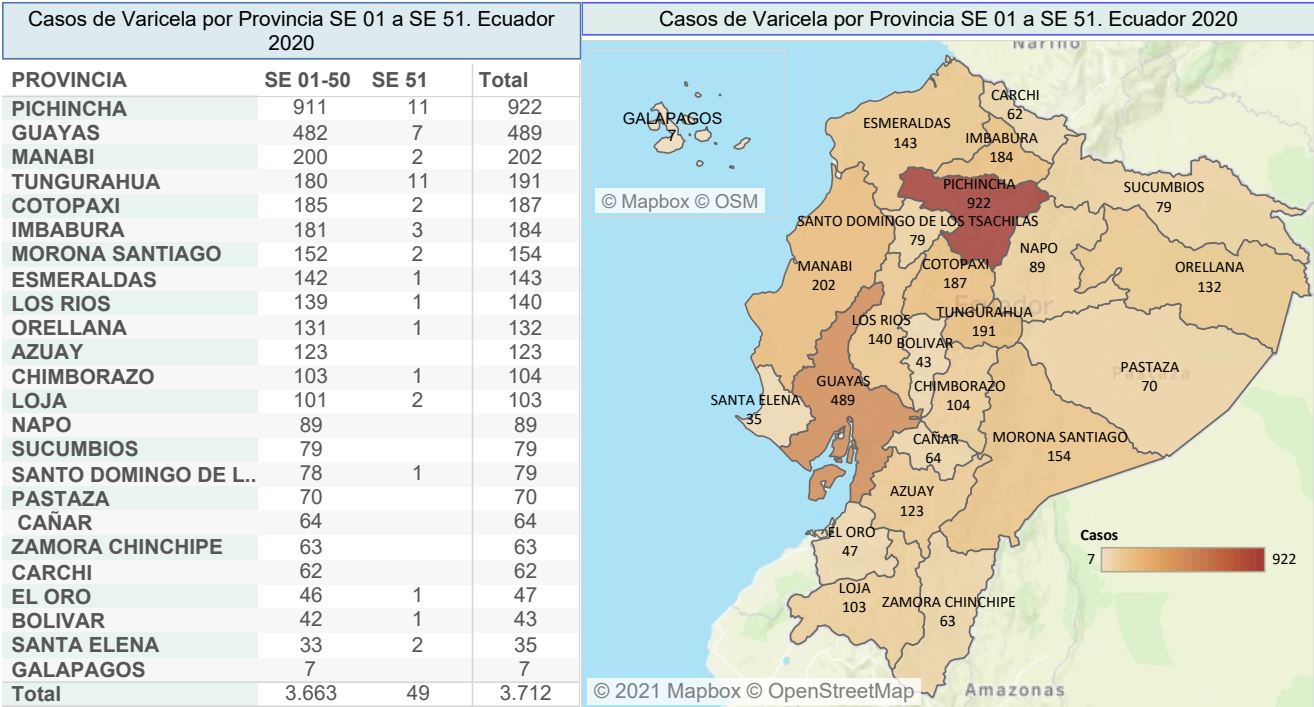 Casos de Varicela por Provincia SE 01 a SE 51. Ecuador
2020
PROVINCIA SE 01-50 SE 51 Total
PICHINCHA 911 11 922
GUAYAS 482 7 489
MANABI 200 2 202
TUNGURAHUA 180 11 191
COTOPAXI 185 2 187
IMBABURA 181 3 184
MORONA SANTIAGO 152 2 154
ESMERALDAS 142 1 143
LOS RIOS 139 1 140
ORELLANA 131 1 132
AZUAY 123 123
CHIMBORAZO 103 1 104
LOJA 101 2 103
NAPO 89 89
SUCUMBIOS 79 79
SANTO DOMINGO DE L.. 78 1 79
PASTAZA 70 70
CAÑAR 64 64
ZAMORA CHINCHIPE 63 63
CARCHI 62 62
EL ORO 46 1 47
BOLIVAR 42 1 43
SANTA ELENA 33 2 35
GALAPAGOS 7 7
Total 3.663 49 3.712
Casos de Varicela por Provincia SE 01 a SE 51. Ecuador 2020
Nariño
GALAPAGOS
7
© Mapbox © OSM
CARCHI
62
ESMERALDAS
143
IMBABURA
184
PICHINCHA
922
SUCUMBIOS
79
SANTO DOMINGO DE LOS TSACHILAS
79
NAPO
89
MANABI
202
COTOPAXI
187
ORELLANA
132
Ecuador
LOS RIOS
140
TUNGURAHUA
191
BOLIVAR
43
PASTAZA
70
Pastaza
GUAYAS
489
CHIMBORAZO
104
SANTA ELENA
35
CAÑAR
64
MORONA SANTIAGO
154
AZUAY
123
EL ORO
47
Casos
7 922
LOJA
103
ZAMORA CHINCHIPE
63
© 2021 Mapbox © OpenStreetMap
Amazonas